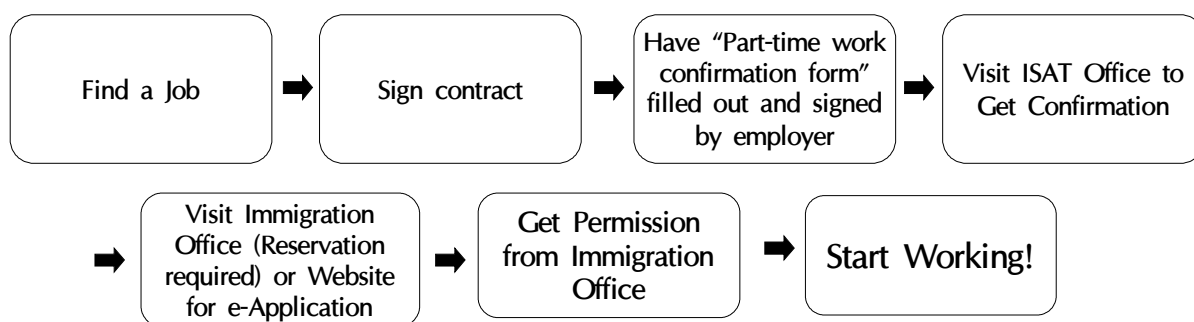 Find a Job
Sign contract
Have “Part-time work
confirmation form”
filled out and signed
by employer
Visit ISAT Office to
Get Confirmation
Visit Immigration
Office (Reservation
required) or Website
for e-Application
Get Permission
from Immigration
Office
Start Working!